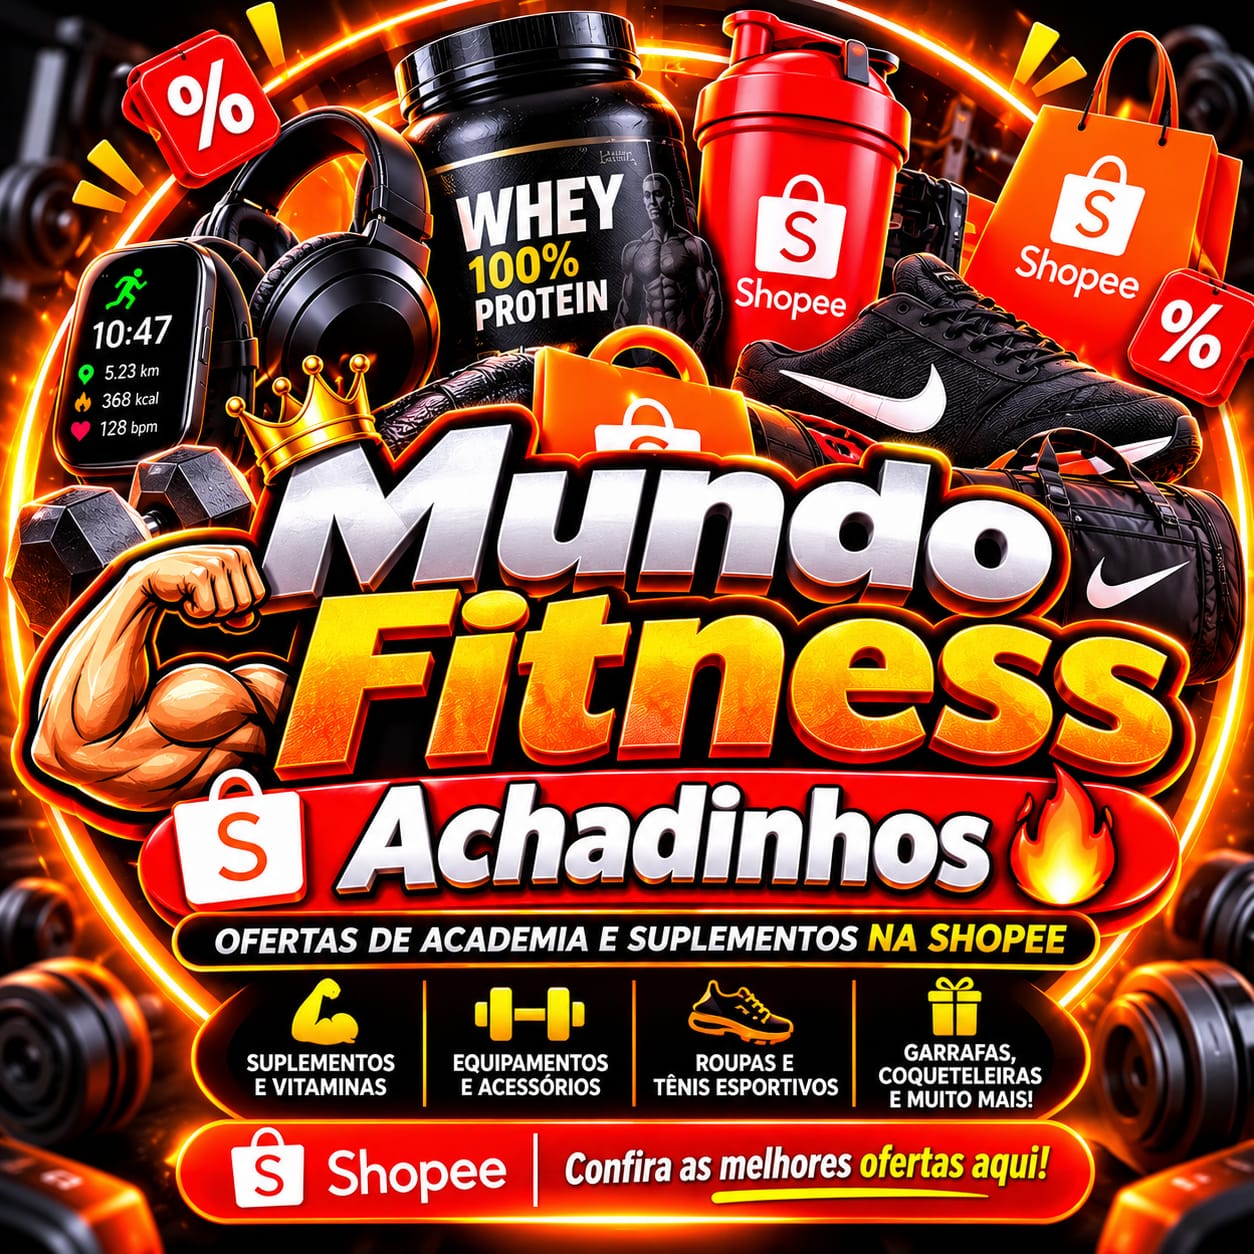 %
WHEY
100%
PROTEIN
S
Shopee
S
Shopee
%
10:47
5.23 km
368 kcal
128 bpm
Mundo
Fitness
S
Achadinhos
OFERTAS DE ACADEMIA E SUPLEMENTOS NA SHOPEE
SUPLEMENTOS
E VITAMINAS
EQUIPAMENTOS
E ACESSÓRIOS
ROUPAS E
TÊNIS ESPORTIVOS
GARRAFAS,
COQUETELEIRAS
E MUITO MAIS!
S
Shopee
Confira as melhores ofertas aqui!